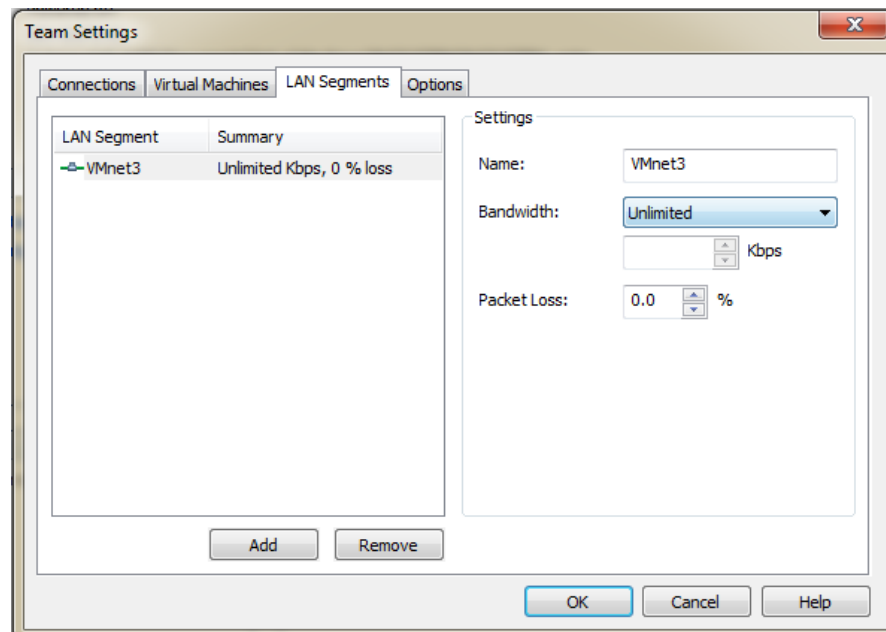 Team Settings
Connections Virtual Machines LAN Segments Options
LAN Segment Summary
VMnet3 Unlimited Kbps, 0 % loss
Settings
Name: VMnet3
Bandwidth: Unlimited
Kbps
Packet Loss: 0.0 %
Add Remove
OK Cancel Help